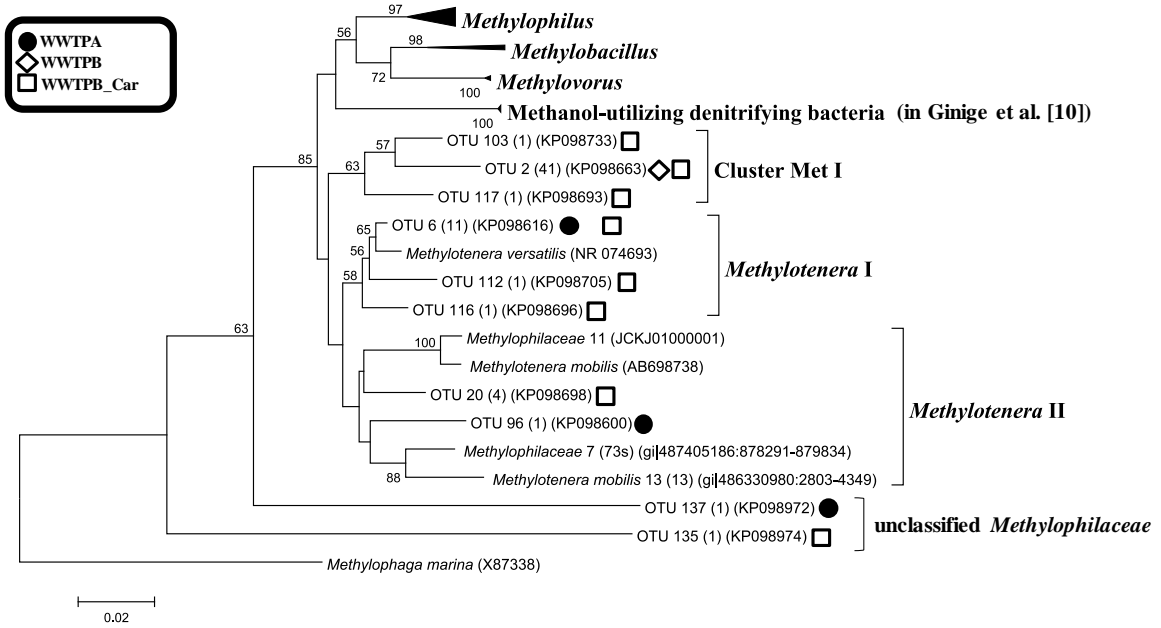 WWTPA
WWTPB
WWTPB_Car
97
Methylophilus
56
98
Methylobacillus
72
100
Methylovorus
100
Methanol-utilizing denitrifying bacteria (in Ginige et al. [10])
85
57
OTU 103 (1) (KP098733)
63
OTU 2 (41) (KP098663)
Cluster Met I
OTU 117 (1) (KP098693)
65
OTU 6 (11) (KP098616)
56
Methylotenera versatilis (NR 074693)
58
OTU 112 (1) (KP098705)
Methylotenera I
OTU 116 (1) (KP098696)
63
100
Methylophilaceae 11 (JCKJ01000001)
Methylotenera mobilis (AB698738)
OTU 20 (4) (KP098698)
Methylotenera II
OTU 96 (1) (KP098600)
Methylophilaceae 7 (73s) (gi|487405186:878291-879834)
88
Methylotenera mobilis 13 (13) (gi|486330980:2803-4349)
OTU 137 (1) (KP098972)
unclassified Methylophilaceae
OTU 135 (1) (KP098974)
Methylophaga marina (X87338)
0.02